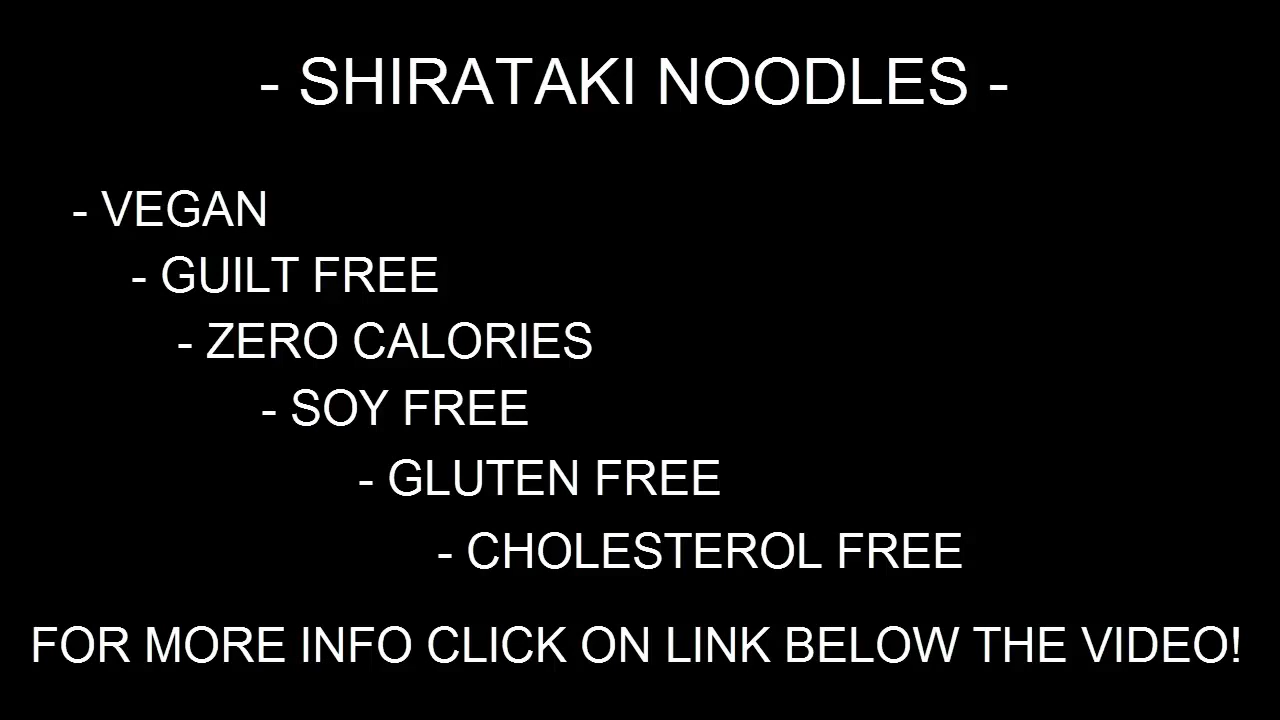 - SHIRATAKI NOODLES -
- VEGAN
- GUILT FREE
- ZERO CALORIES
- SOY FREE
- GLUTEN FREE
- CHOLESTEROL FREE
FOR MORE INFO CLICK ON LINK BELOW THE VIDEO!